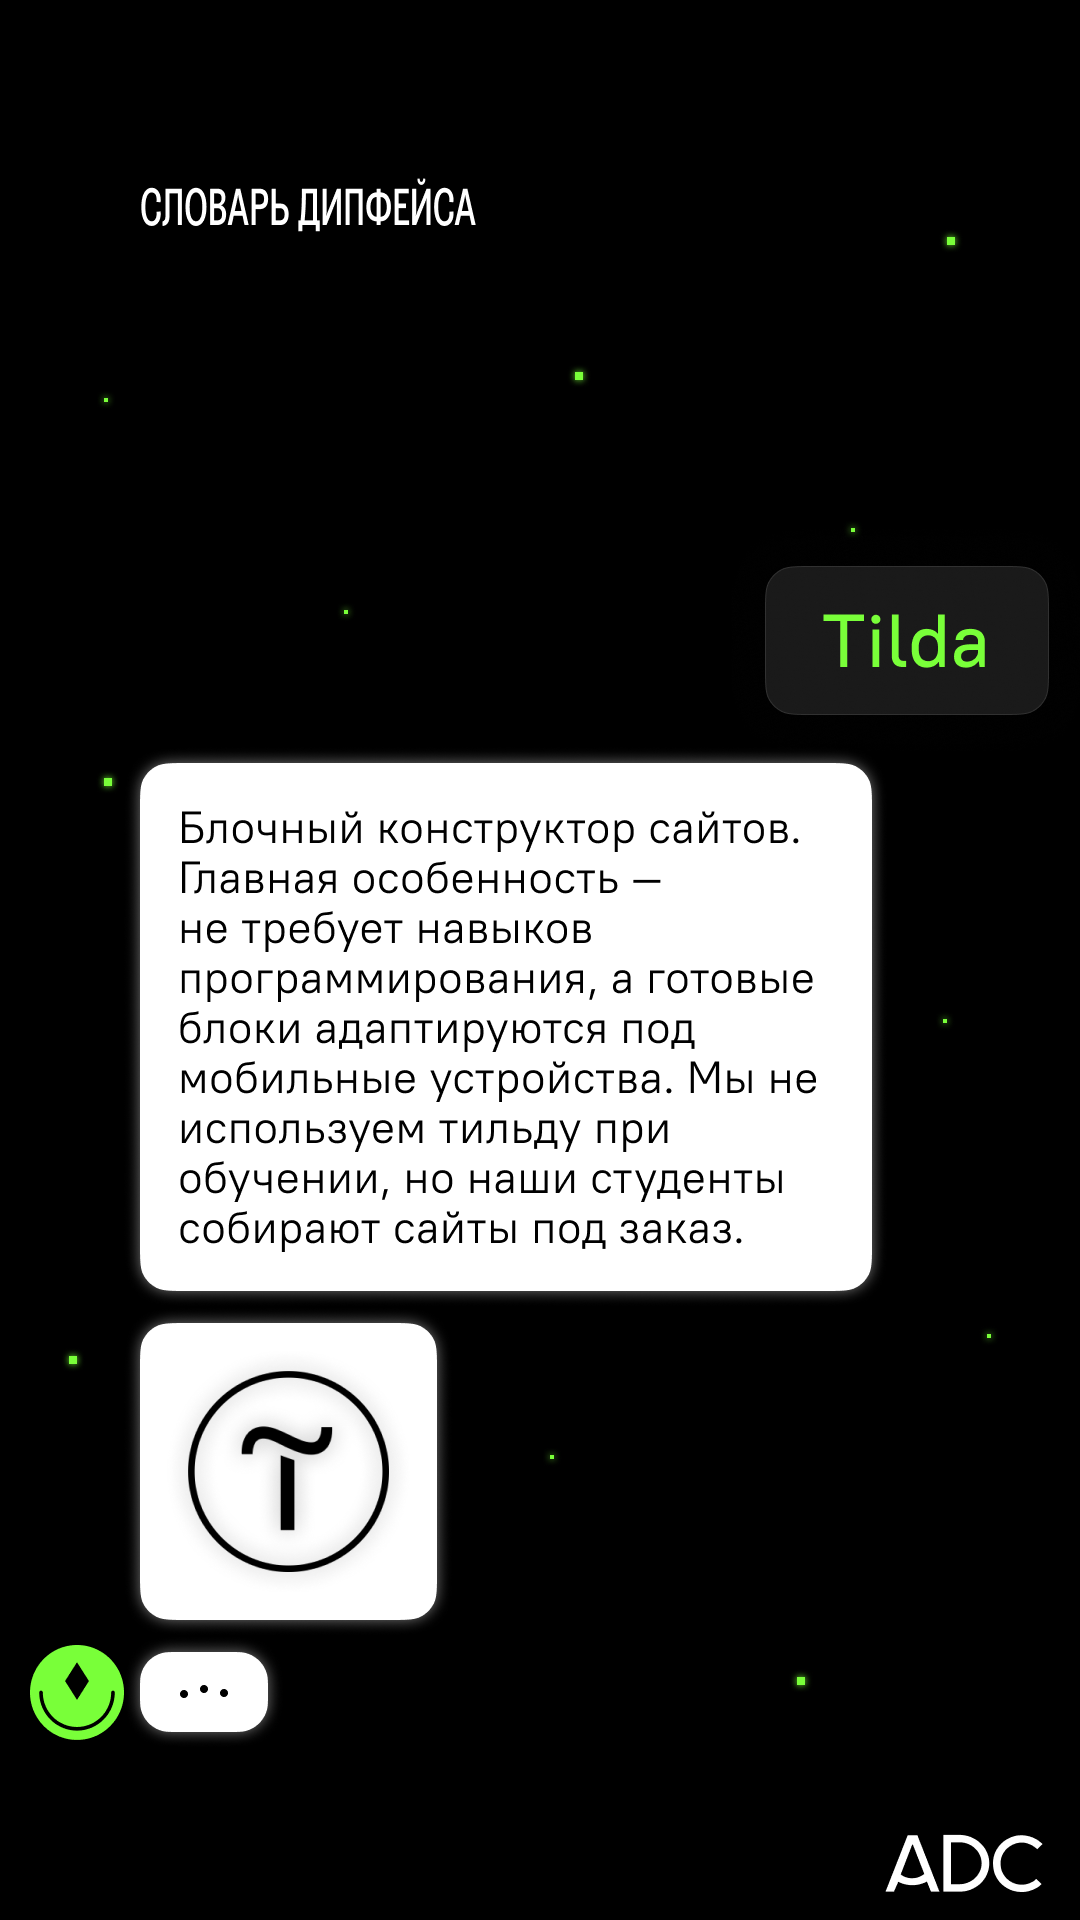 СЛОВАРЬ ДИПФЕЙСА
Tilda
Блочный конструктор сайтов.
Главная особенность —
не требует навыков
программирования, а готовые
блоки адаптируются под
мобильные устройства. Мы не
используем тильду при
обучении, но наши студенты
собирают сайты под заказ.
ADC